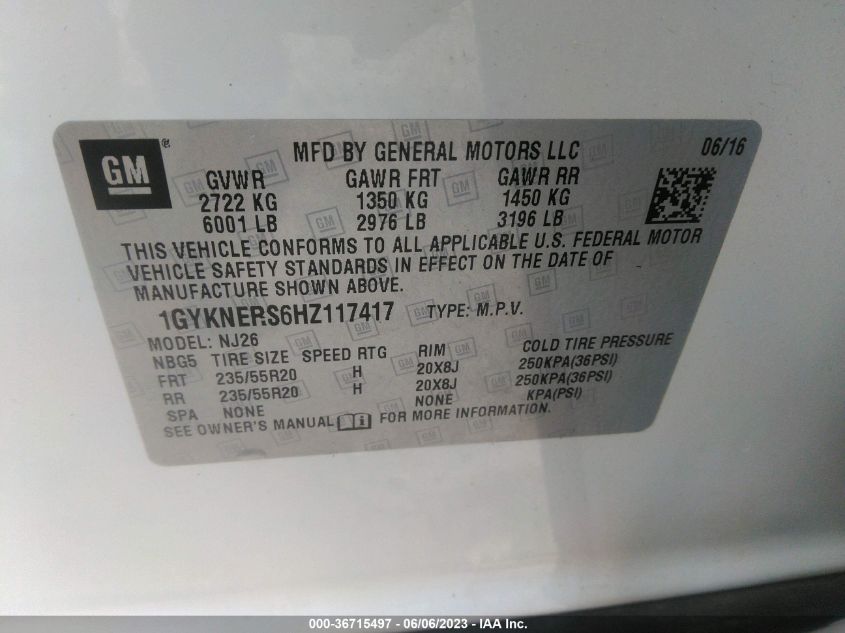 GM ® MFD BY GENERAL MOTORS LLC 06/16
GVWR GAWR FRT GAWR RR
2722 KG 1350 KG 1450 KG
6001 LB 2976 LB 3196 LB
THIS VEHICLE CONFORMS TO ALL APPLICABLE U.S. FEDERAL MOTOR
VEHICLE SAFETY STANDARDS IN EFFECT ON THE DATE OF
MANUFACTURE SHOWN ABOVE.
1GYKNERS6HZ117417 TYPE: M.P.V.
MODEL: NJ26
NBG5 TIRE SIZE SPEED RTG RIM COLD TIRE PRESSURE
FRT 235/55R20 H 20X8J 250KPA(36PSI)
RR 235/55R20 H 20X8J 250KPA(36PSI)
SPA NONE NONE KPA(PSI)
SEE OWNER'S MANUAL FOR MORE INFORMATION.
000-36715497 - 06/06/2023 - IAA Inc.